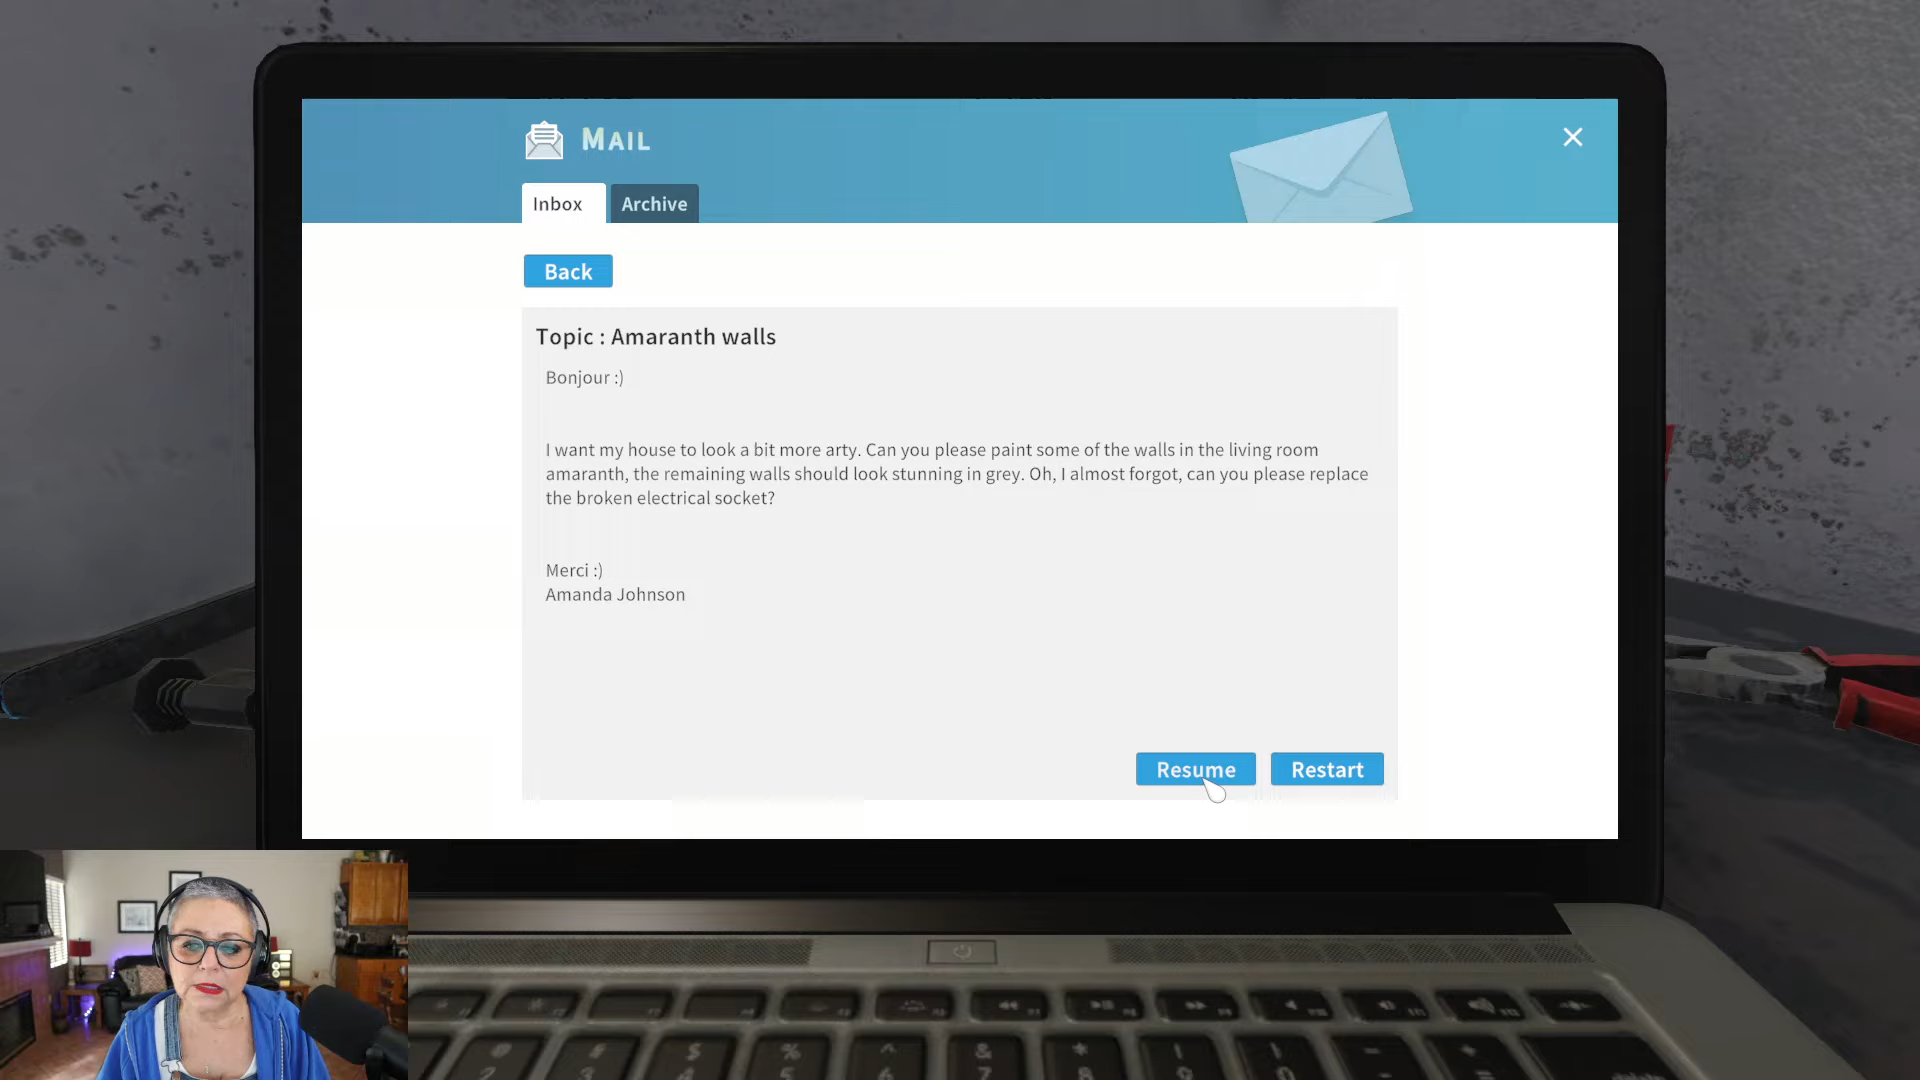 MAIL
Inbox
Archive
Back
Topic : Amaranth walls
Bonjour :)
I want my house to look a bit more arty. Can you please paint some of the walls in the living room
amaranth, the remaining walls should look stunning in grey. Oh, I almost forgot, can you please replace
the broken electrical socket?
Merci :)
Amanda Johnson
Resume
Restart